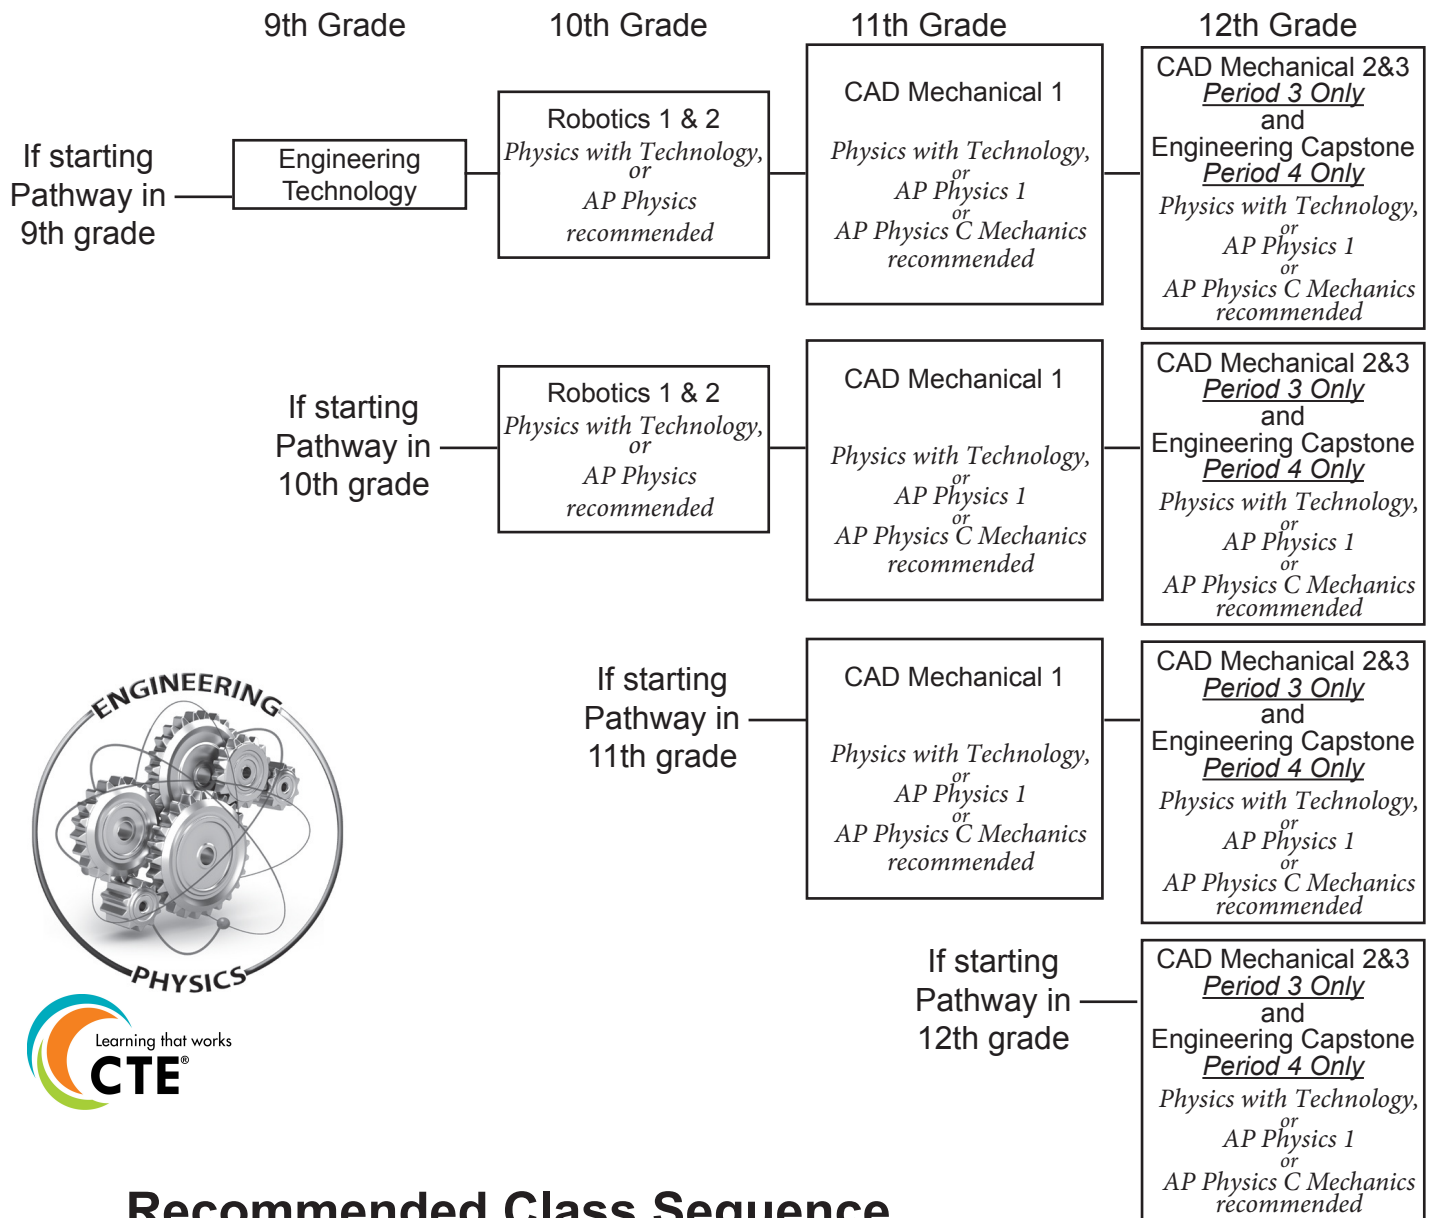 9th Grade
10th Grade
11th Grade
12th Grade
If starting
Pathway in
9th grade
Engineering
Technology
Robotics 1 & 2
Physics with Technology,
or
AP Physics
recommended
CAD Mechanical 1
Physics with Technology,
or
AP Physics 1
or
AP Physics C Mechanics
recommended
CAD Mechanical 2&3
Period 3 Only
and
Engineering Capstone
Period 4 Only
Physics with Technology,
or
AP Physics 1
or
AP Physics C Mechanics
recommended
If starting
Pathway in
10th grade
Robotics 1 & 2
Physics with Technology,
or
AP Physics
recommended
CAD Mechanical 1
Physics with Technology,
or
AP Physics 1
or
AP Physics C Mechanics
recommended
CAD Mechanical 2&3
Period 3 Only
and
Engineering Capstone
Period 4 Only
Physics with Technology,
or
AP Physics 1
or
AP Physics C Mechanics
recommended
If starting
Pathway in
11th grade
CAD Mechanical 1
Physics with Technology,
or
AP Physics 1
or
AP Physics C Mechanics
recommended
CAD Mechanical 2&3
Period 3 Only
and
Engineering Capstone
Period 4 Only
Physics with Technology,
or
AP Physics 1
or
AP Physics C Mechanics
recommended
If starting
Pathway in
12th grade
CAD Mechanical 2&3
Period 3 Only
and
Engineering Capstone
Period 4 Only
Physics with Technology,
or
AP Physics 1
or
AP Physics C Mechanics
recommended
ENGINEERING
PHYSICS
Learning that works
CTE®
Recommended Class Sequence